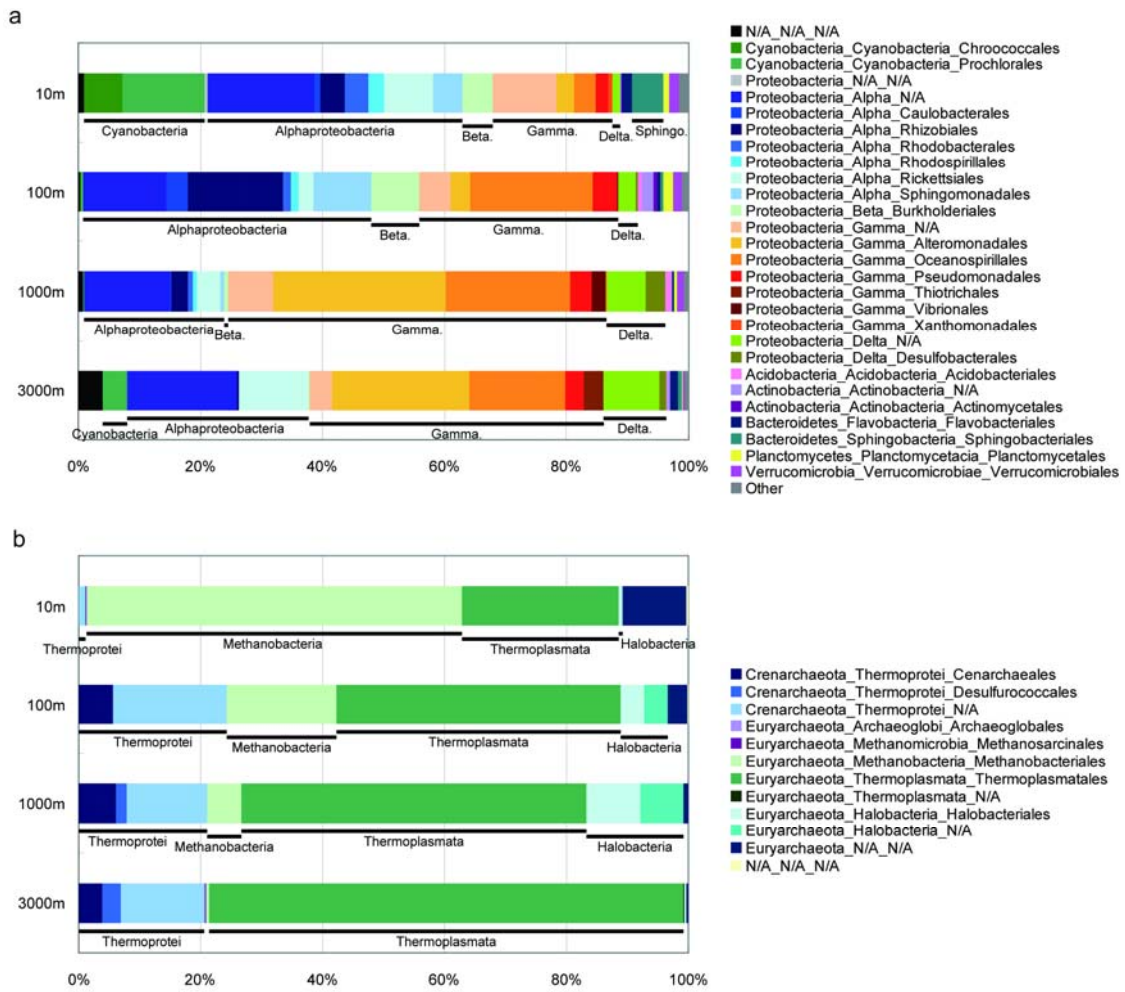 a
10m
Cyanobacteria
Alphaproteobacteria
Beta.
Gamma.
Delta.
Sphingo.
100m
Alphaproteobacteria
Beta.
Gamma.
Delta.
1000m
Alphaproteobacteria
Beta.
Gamma.
Delta.
3000m
Cyanobacteria
Alphaproteobacteria
Gamma.
Delta.
0% 20% 40% 60% 80% 100%
N/A_N/A_N/A
Cyanobacteria_Cyanobacteria_Chroococcales
Cyanobacteria_Cyanobacteria_Prochlorales
Proteobacteria_N/A_N/A
Proteobacteria_Alpha_N/A
Proteobacteria_Alpha_Caulobacterales
Proteobacteria_Alpha_Rhizobiales
Proteobacteria_Alpha_Rhodobacterales
Proteobacteria_Alpha_Rhodospirillales
Proteobacteria_Alpha_Rickettsiales
Proteobacteria_Alpha_Sphingomonadales
Proteobacteria_Beta_Burkholderiales
Proteobacteria_Gamma_N/A
Proteobacteria_Gamma_Alteromonadales
Proteobacteria_Gamma_Oceanospirillales
Proteobacteria_Gamma_Pseudomonadales
Proteobacteria_Gamma_Thiotrichales
Proteobacteria_Gamma_Vibrionales
Proteobacteria_Gamma_Xanthomonadales
Proteobacteria_Delta_N/A
Proteobacteria_Delta_Desulfobacterales
Acidobacteria_Acidobacteria_Acidobacteriales
Actinobacteria_Actinobacteria_N/A
Actinobacteria_Actinobacteria_Actinomycetales
Bacteroidetes_Flavobacteria_Flavobacteriales
Bacteroidetes_Sphingobacteria_Sphingobacteriales
Planctomycetes_Planctomycetacia_Planctomycetales
Verrucomicrobia_Verrucomicrobiae_Verrucomicrobiales
Other
b
10m
Thermoprotei
Methanobacteria
Thermoplasmata
Halobacteria
100m
Thermoprotei
Methanobacteria
Thermoplasmata
Halobacteria
1000m
Thermoprotei
Methanobacteria
Thermoplasmata
Halobacteria
3000m
Thermoprotei
Thermoplasmata
0% 20% 40% 60% 80% 100%
Crenarchaeota_Thermoprotei_Cenarchaeales
Crenarchaeota_Thermoprotei_Desulfurococcales
Crenarchaeota_Thermoprotei_N/A
Euryarchaeota_Archaeoglobi_Archaeoglobales
Euryarchaeota_Methanomicrobia_Methanosarcinales
Euryarchaeota_Methanobacteria_Methanobacteriales
Euryarchaeota_Thermoplasmata_Thermoplasmatales
Euryarchaeota_Thermoplasmata_N/A
Euryarchaeota_Halobacteria_Halobacteriales
Euryarchaeota_Halobacteria_N/A
Euryarchaeota_N/A_N/A
N/A_N/A_N/A